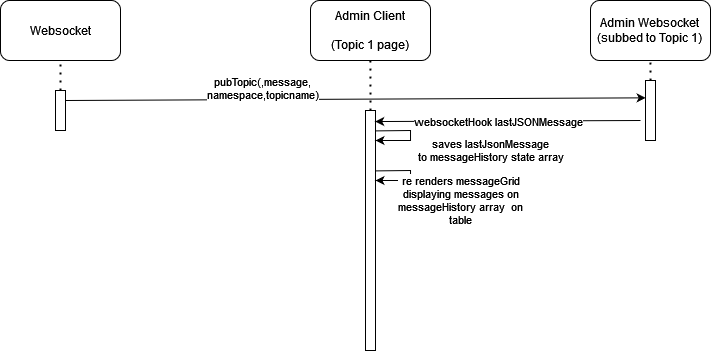 Websocket
Admin Client
(Topic 1 page)
Admin Websocket
(subbed to Topic 1)
pubTopic(,message,
namespace,topicname)
websocketHook lastJSONMessage
saves lastJsonMessage
to messageHistory state array
re renders messageGrid
displaying messages on
messageHistory array on
table